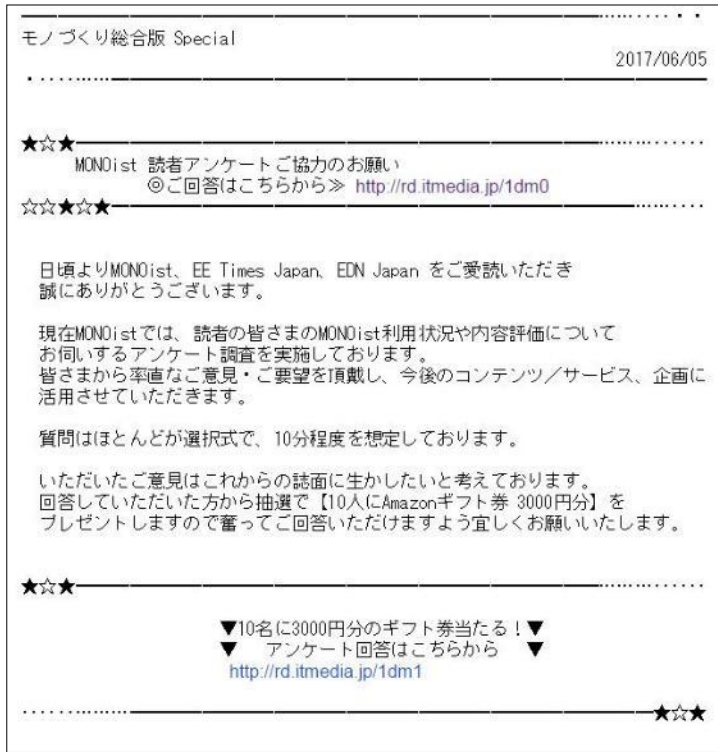 モノづくり総合版 Special
2017/06/05
★☆★
MONOist 読者アンケートご協力のお願い
◎ご回答はこちらから≫ http://rd.itmedia.jp/1dm0
☆☆★☆★
日頃よりMONOist、EE Times Japan、EDN Japan をご愛読いただき
誠にありがとうございます。
現在MONOistでは、読者の皆さまのMONOist利用状況や内容評価について
お伺いするアンケート調査を実施しております。
皆さまから率直なご意見・ご要望を頂戴し、今後のコンテンツ／サービス、企画に
活用させていただきます。
質問はほとんどが選択式で、10分程度を想定しております。
いただいたご意見はこれからの誌面に生かしたいと考えております。
回答していただいた方から抽選で【10人にAmazonギフト券 3000円分】を
プレゼントしますので奮ってご回答いただけますよう宜しくお願いいたします。
★☆★
▼10名に3000円分のギフト券当たる！▼
▼ アンケート回答はこちらから ▼
http://rd.itmedia.jp/1dm1
★☆★